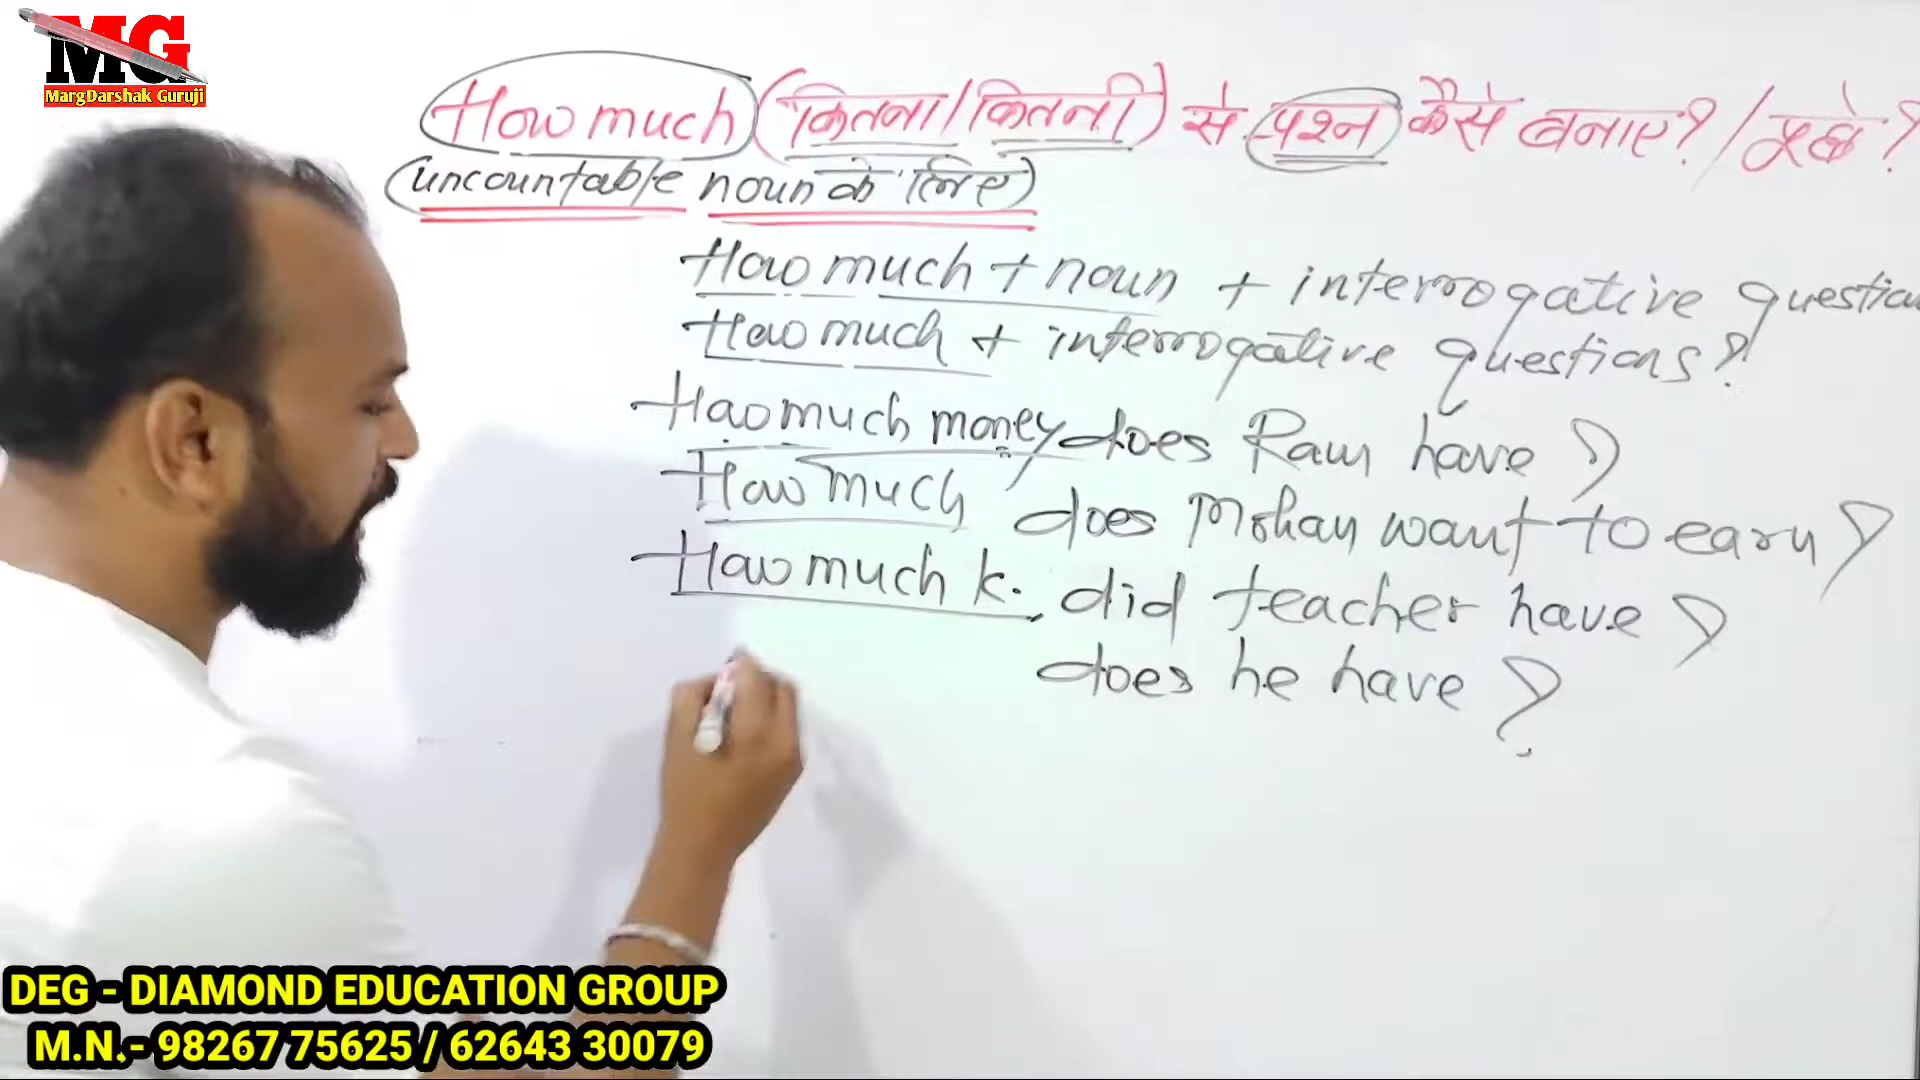 MG
MargDarshak Guruji
How much (कितना/कितनी) से प्रश्न कैसे बनाए?/पूछे?
(uncountable noun के लिए)
How much + noun + interrogative question
How much + interrogative questions?
How much money does Ram have?
How much does Mohan want to earn?
How much k. did teacher have?
does he have?
DEG - DIAMOND EDUCATION GROUP
M.N.- 98267 75625 / 62643 30079